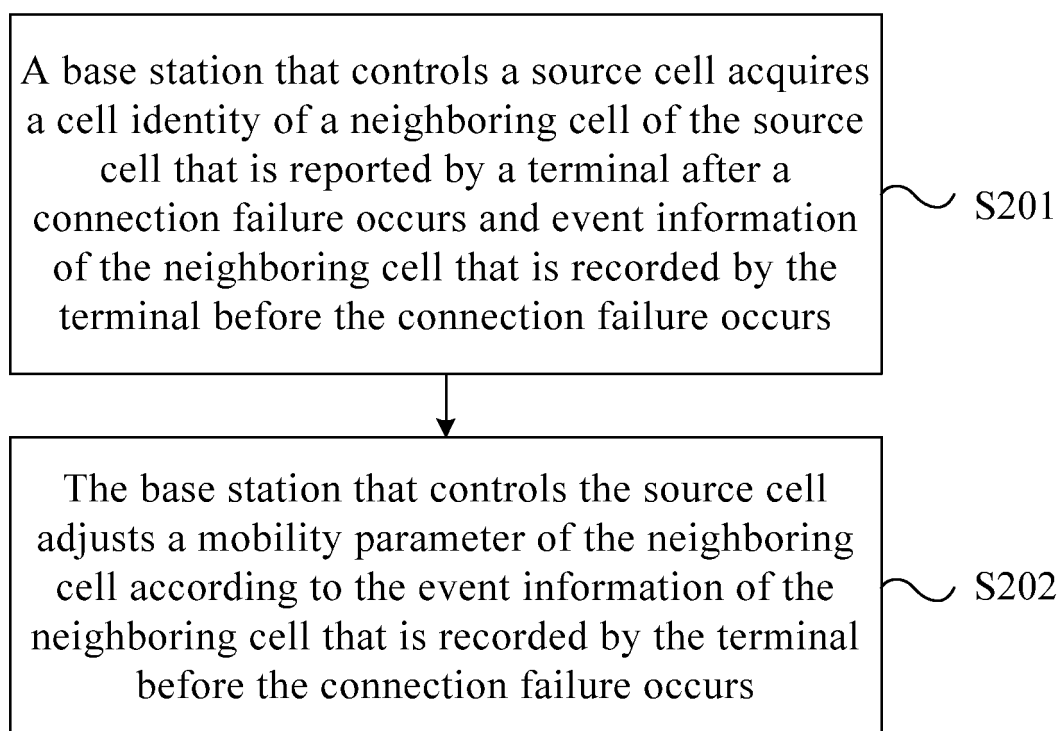 A base station that controls a source cell acquires
a cell identity of a neighboring cell of the source
cell that is reported by a terminal after a
connection failure occurs and event information
of the neighboring cell that is recorded by the
terminal before the connection failure occurs
S201
The base station that controls the source cell
adjusts a mobility parameter of the neighboring
cell according to the event information of the
neighboring cell that is recorded by the terminal
before the connection failure occurs
S202